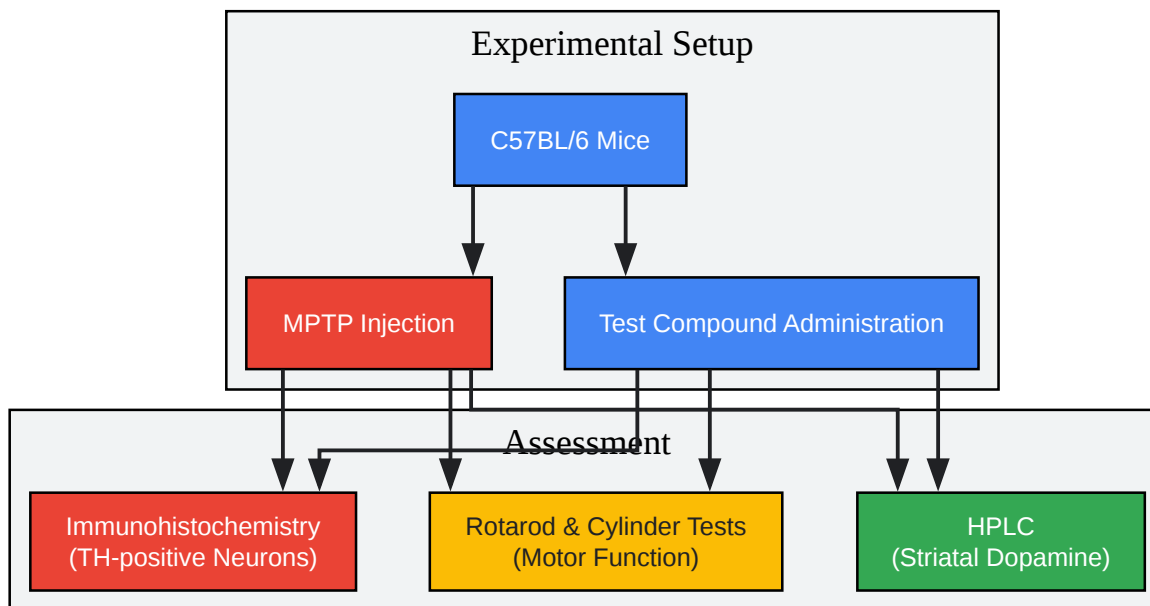 Experimental Setup
C57BL/6 Mice
MPTP Injection
Test Compound Administration
Assessment
Immunohistochemistry
(TH-positive Neurons)
Rotarod & Cylinder Tests
(Motor Function)
HPLC
(Striatal Dopamine)